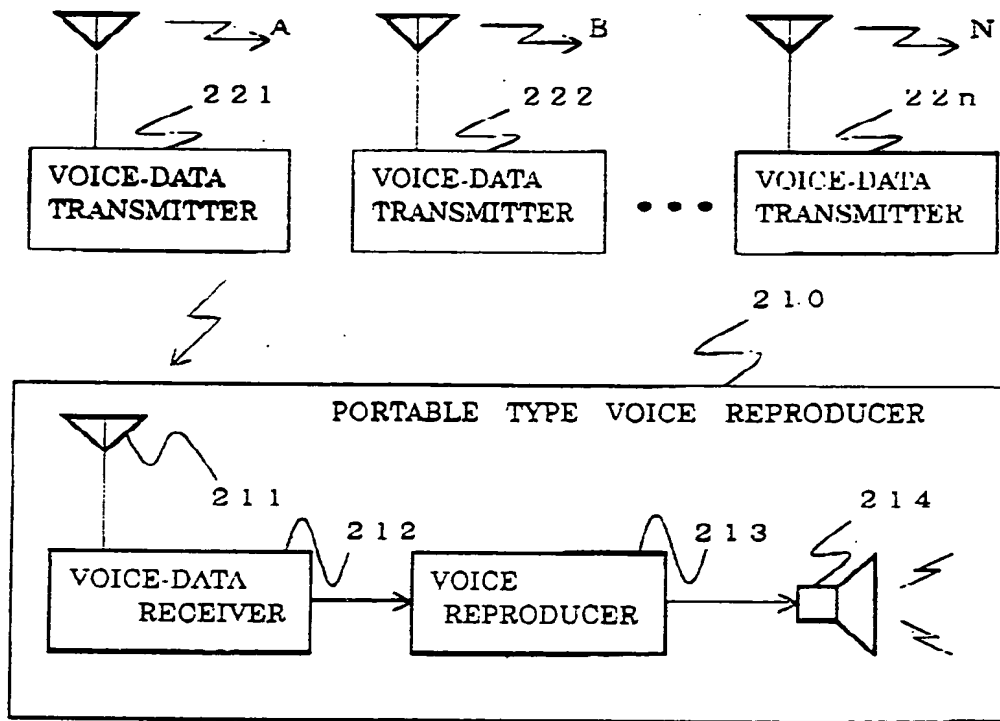 A
B
N
221
222
22n
VOICE-DATA
TRANSMITTER
VOICE-DATA
TRANSMITTER
VOICE-DATA
TRANSMITTER
210
PORTABLE TYPE VOICE REPRODUCER
211
212
213
214
VOICE-DATA
RECEIVER
VOICE
REPRODUCER